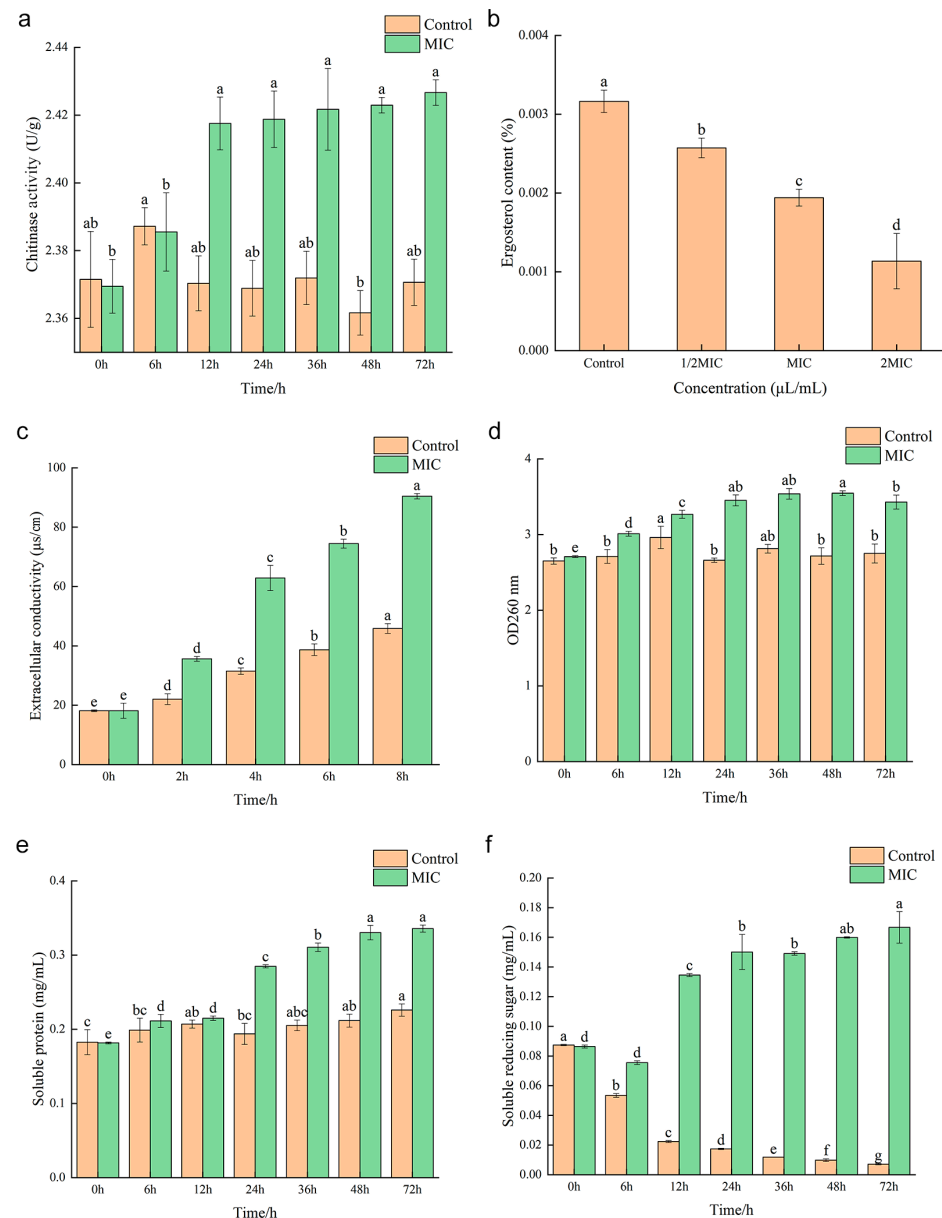 a
Control
MIC
2.44
2.42
2.40
2.38
2.36
Chitinase activity (U/g)
ab
b
a
b
ab
a
ab
a
ab
a
b
a
ab
a
0h 6h 12h 24h 36h 48h 72h
Time/h
b
0.004
0.003
0.002
0.001
0.000
Ergosterol content (%)
a
b
c
d
Control 1/2MIC MIC 2MIC
Concentration (μL/mL)
c
Control
MIC
100
80
60
40
20
0
Extracellular conductivity (μs/cm)
e
e
d
d
c
c
b
b
a
a
0h 2h 4h 6h 8h
Time/h
d
Control
MIC
4
3
2
1
0
OD260 nm
b
e
b
d
a
c
b
ab
ab
ab
b
a
b
b
0h 6h 12h 24h 36h 48h 72h
Time/h
e
Control
MIC
0.4
0.3
0.2
0.1
0.0
Soluble protein (mg/mL)
c
e
bc
d
ab
d
bc
c
abc
b
ab
a
a
a
0h 6h 12h 24h 36h 48h 72h
Time/h
f
Control
MIC
0.20
0.18
0.16
0.14
0.12
0.10
0.08
0.06
0.04
0.02
0.00
Soluble reducing sugar (mg/mL)
a
d
b
d
c
c
d
b
e
b
f
ab
g
a
0h 6h 12h 24h 36h 48h 72h
Time/h